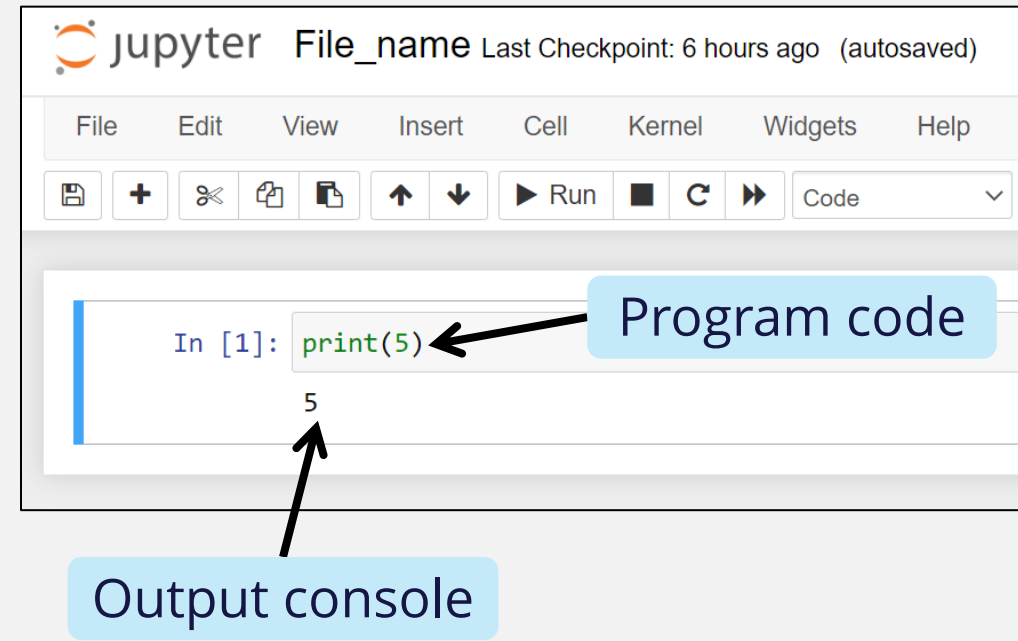 jupyter File_name Last Checkpoint: 6 hours ago (autosaved)
File Edit View Insert Cell Kernel Widgets Help
Run Code
Program code
In [1]: print(5)
5
Output console